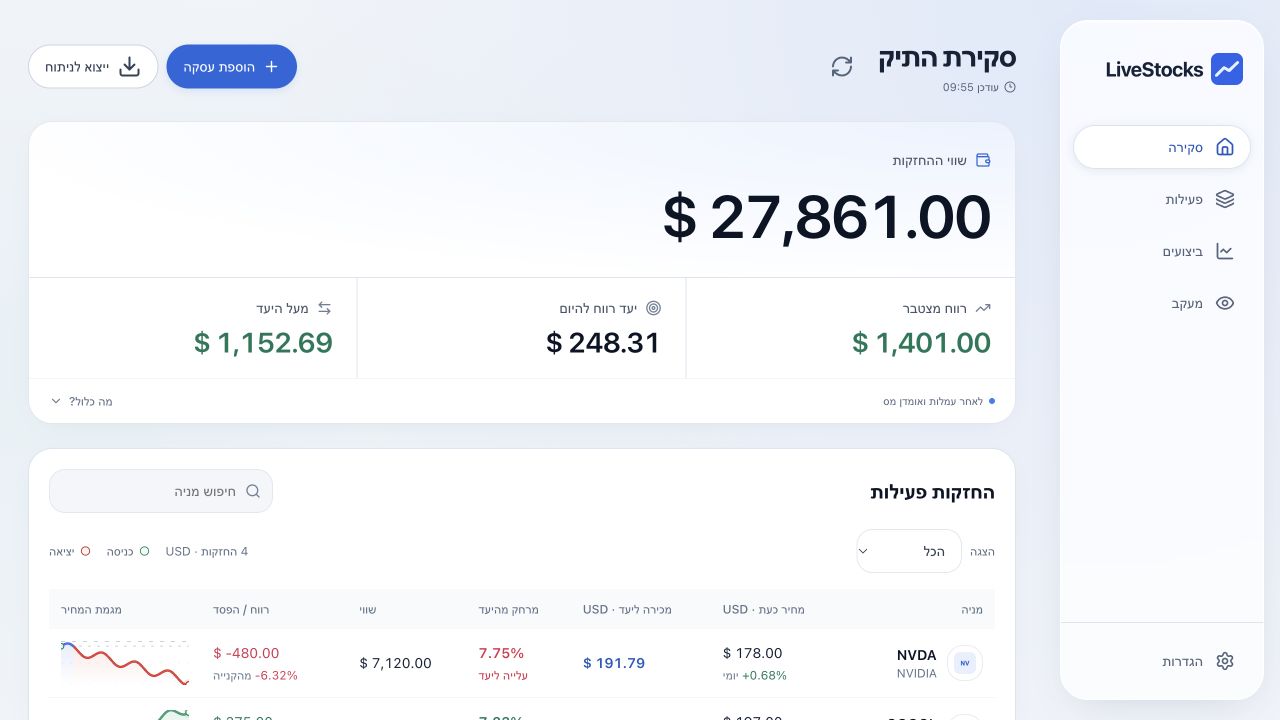 LiveStocks
סקירה
פעילות
ביצועים
מעקב
הגדרות
סקירת התיק
עודכן 09:55
הוספת עסקה
ייצוא לניתוח
שווי ההחזקות
$ 27,861.00
רווח מצטבר
$ 1,401.00
יעד רווח להיום
$ 248.31
מעל היעד
$ 1,152.69
לאחר עמלות ואומדן מס
מה כלול?
החזקות פעילות
חיפוש מניה
הצגה
הכל
4 החזקות · USD
כניסה
יציאה
מניה
מחיר כעת · USD
מכירה ליעד · USD
מרחק מהיעד
שווי
רווח / הפסד
מגמת המחיר
NV
NVDA
NVIDIA
$ 178.00
+0.68% יומי
$ 191.79
7.75%
עלייה ליעד
$ 7,120.00
$ -480.00
-6.32% מהקנייה